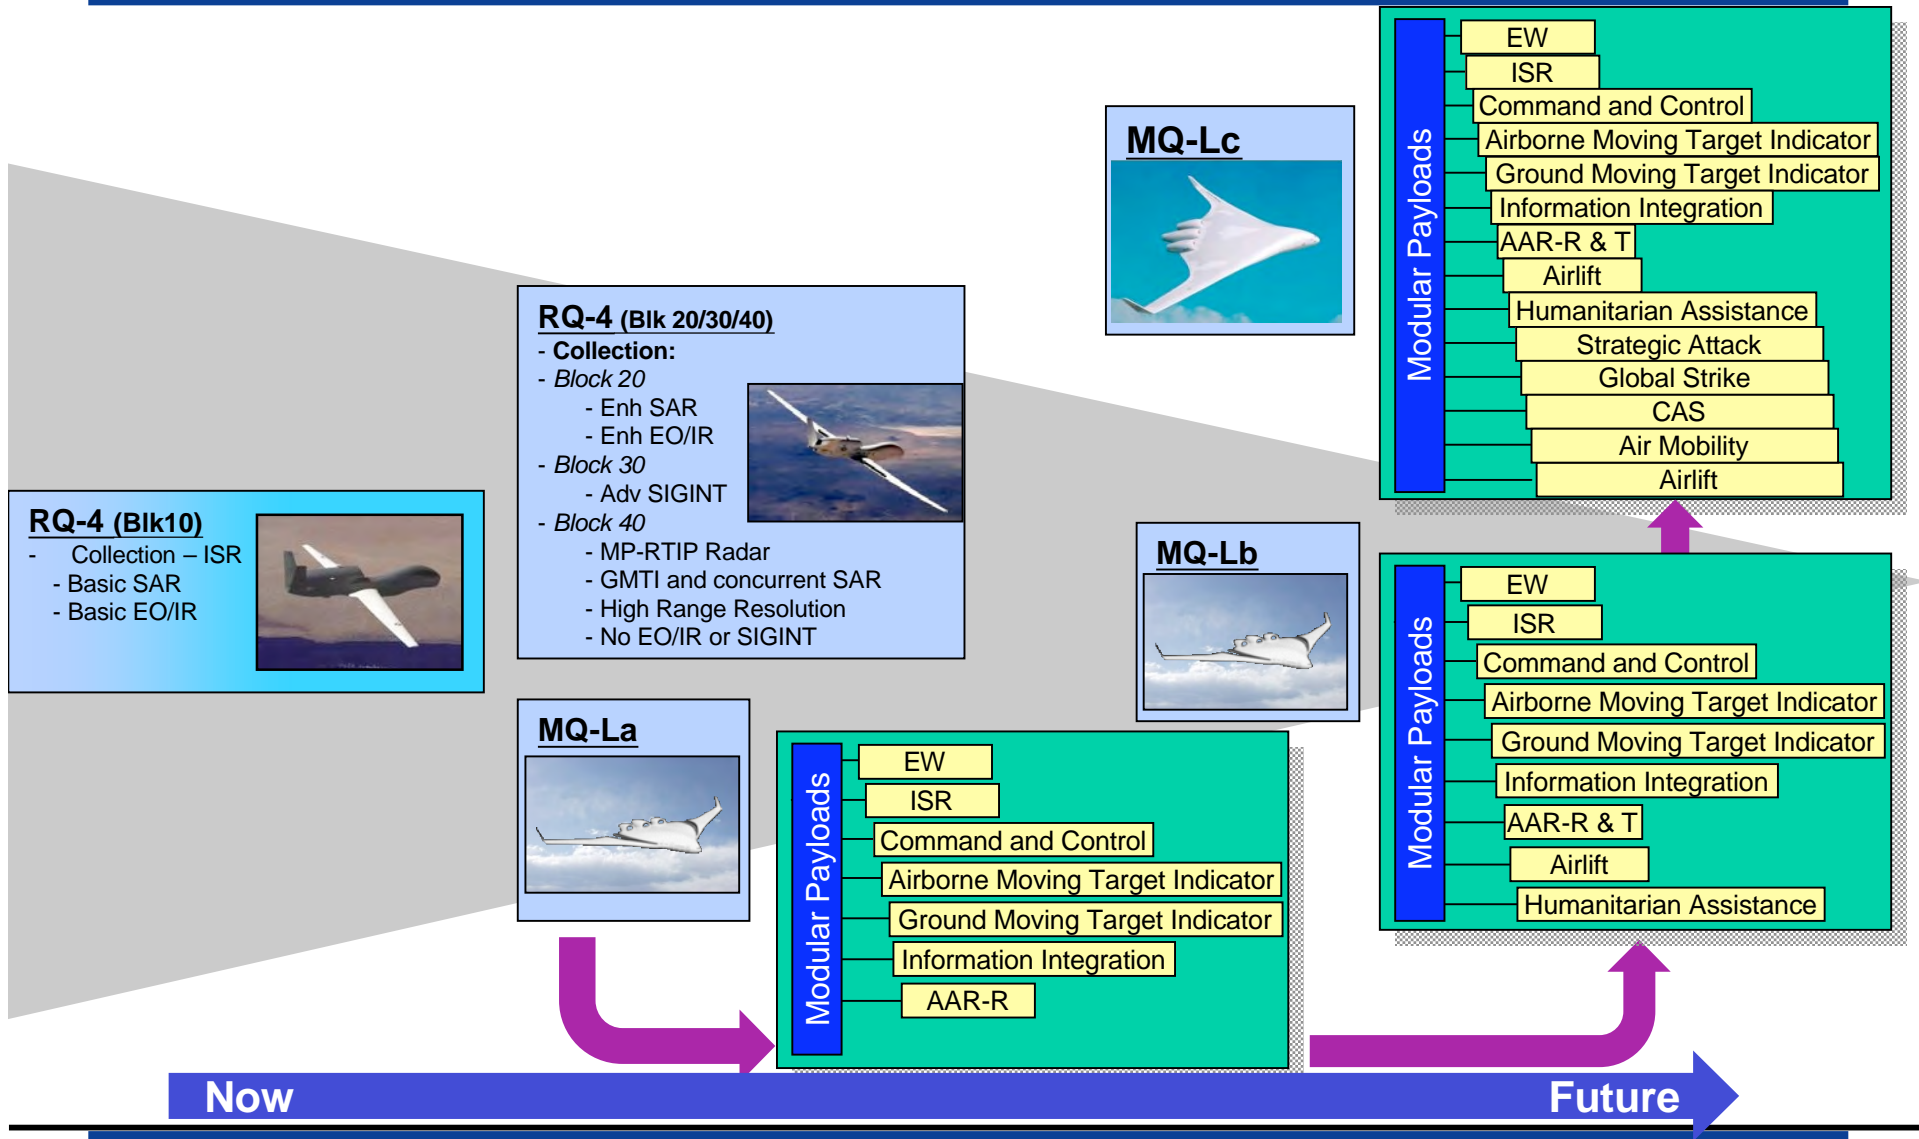 RQ-4 (Blk10)
- Collection – ISR
- Basic SAR
- Basic EO/IR
RQ-4 (Blk 20/30/40)
- Collection:
- Block 20
- Enh SAR
- Enh EO/IR
- Block 30
- Adv SIGINT
- Block 40
- MP-RTIP Radar
- GMTI and concurrent SAR
- High Range Resolution
- No EO/IR or SIGINT
MQ-La
Modular Payloads
EW
ISR
Command and Control
Airborne Moving Target Indicator
Ground Moving Target Indicator
Information Integration
AAR-R
MQ-Lb
Modular Payloads
EW
ISR
Command and Control
Airborne Moving Target Indicator
Ground Moving Target Indicator
Information Integration
AAR-R & T
Airlift
Humanitarian Assistance
MQ-Lc
Modular Payloads
EW
ISR
Command and Control
Airborne Moving Target Indicator
Ground Moving Target Indicator
Information Integration
AAR-R & T
Airlift
Humanitarian Assistance
Strategic Attack
Global Strike
CAS
Air Mobility
Airlift
Now
Future